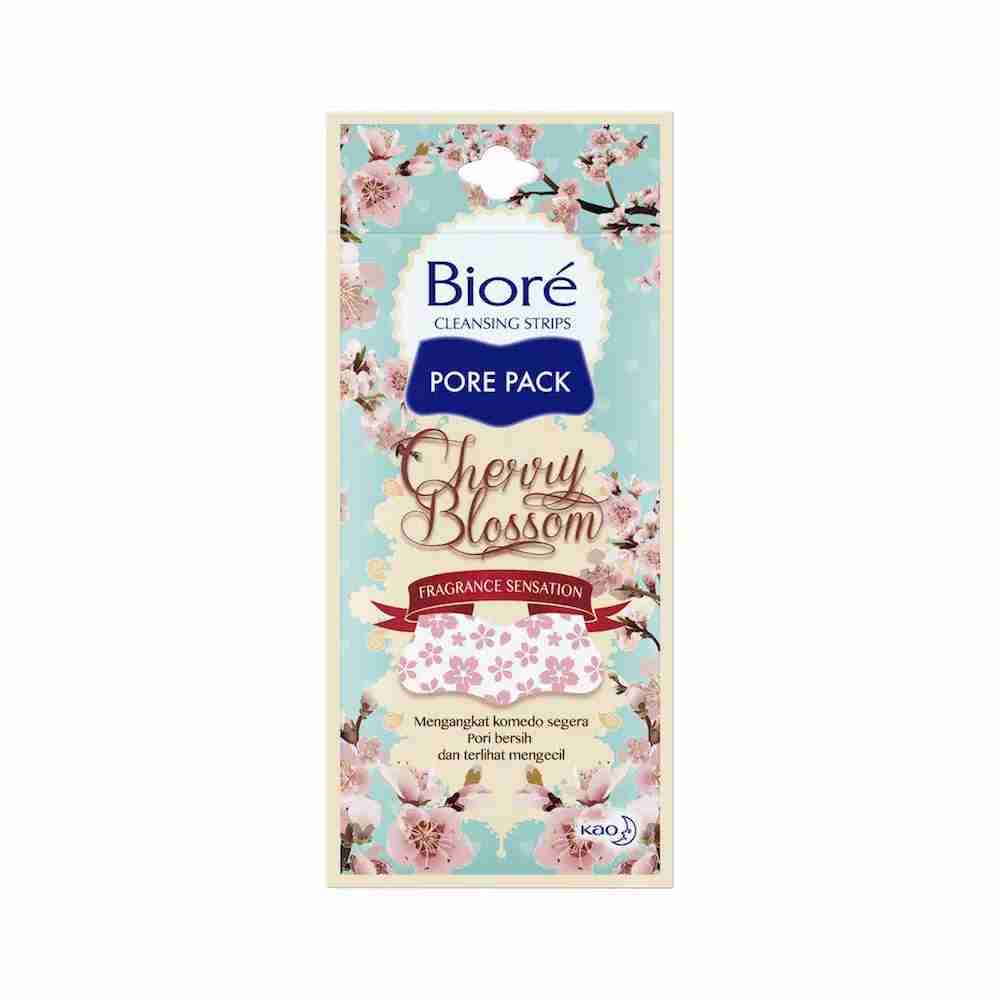 Bioré
CLEANSING STRIPS
PORE PACK
Cherry
Blossom
FRAGRANCE SENSATION
Mengangkat komedo segera
Pori bersih
dan terlihat mengecil
Kao